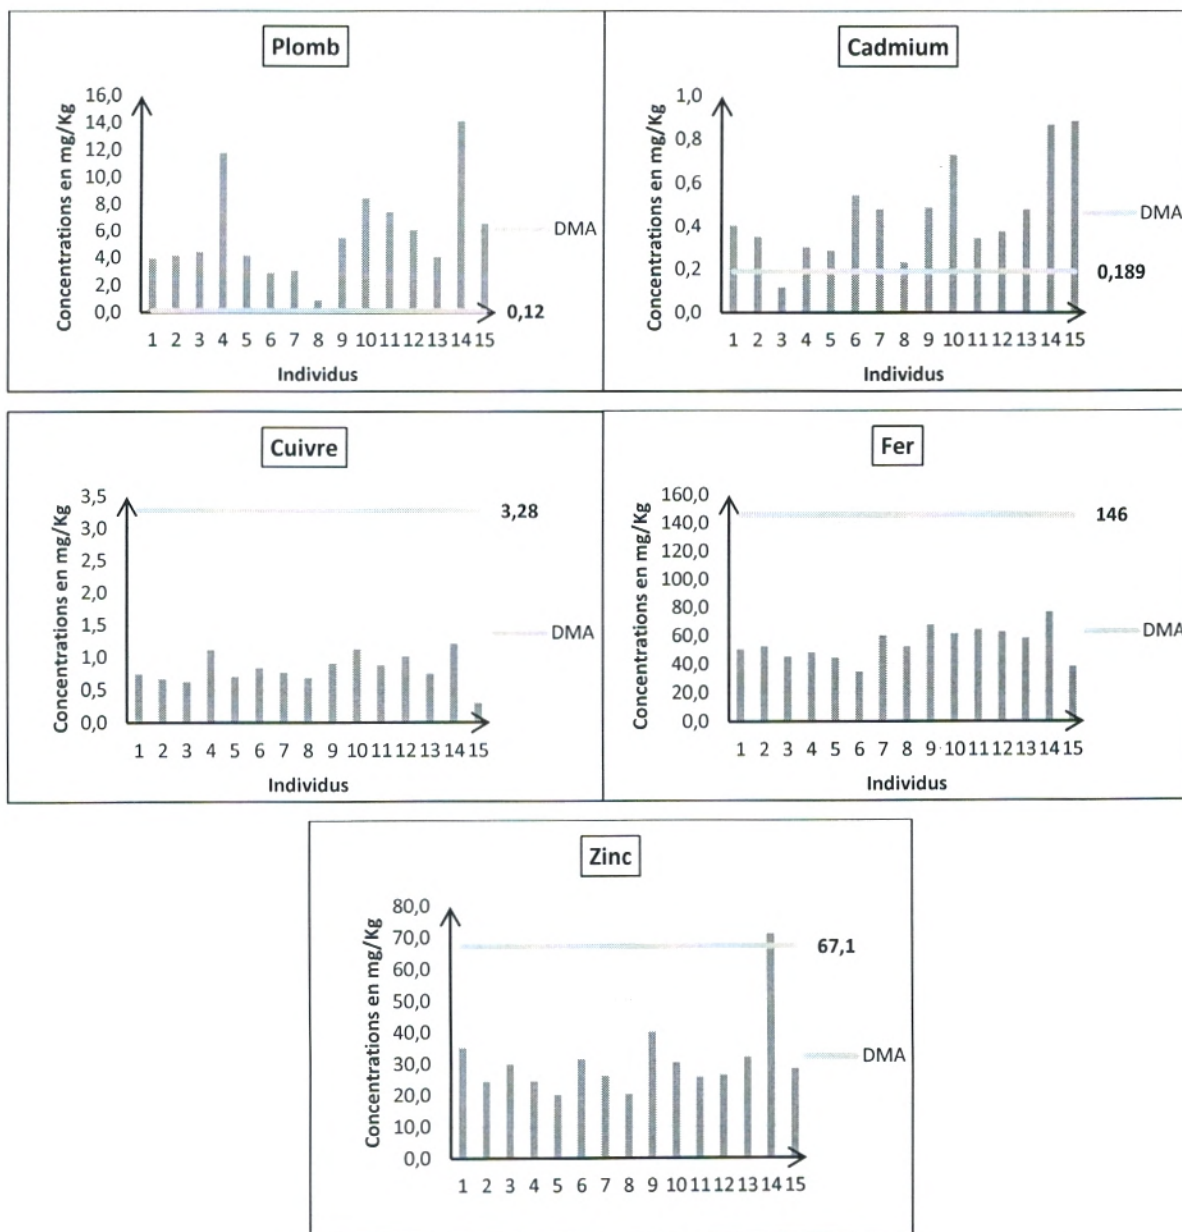 Plomb
Concentrations en mg/Kg
16,0
14,0
12,0
10,0
8,0
6,0
4,0
2,0
0,0
DMA
0,12
1 2 3 4 5 6 7 8 9 10 11 12 13 14 15
Individus
Cadmium
Concentrations en mg/Kg
1,0
0,8
0,6
0,4
0,2
0,0
DMA
0,189
1 2 3 4 5 6 7 8 9 10 11 12 13 14 15
Individus
Cuivre
Concentrations en mg/Kg
3,5
3,0
2,5
2,0
1,5
1,0
0,5
0,0
3,28
DMA
1 2 3 4 5 6 7 8 9 10 11 12 13 14 15
Individus
Fer
Concentrations en mg/Kg
160,0
140,0
120,0
100,0
80,0
60,0
40,0
20,0
0,0
146
DMA
1 2 3 4 5 6 7 8 9 10 11 12 13 14 15
Individus
Zinc
Concentrations en mg/Kg
80,0
70,0
60,0
50,0
40,0
30,0
20,0
10,0
0,0
67,1
DMA
1 2 3 4 5 6 7 8 9 10 11 12 13 14 15